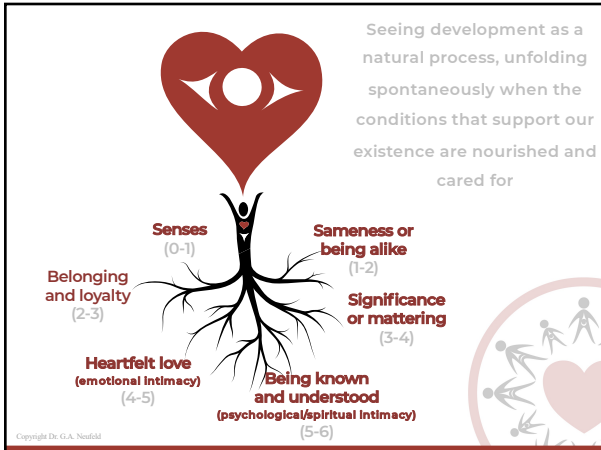 Seeing development as a
natural process, unfolding
spontaneously when the
conditions that support our
existence are nourished and
cared for
Senses
(0-1)
Sameness or
being alike
(1-2)
Belonging
and loyalty
(2-3)
Significance
or mattering
(3-4)
Heartfelt love
(emotional intimacy)
(4-5)
Being known
and understood
(psychological/spiritual intimacy)
(5-6)
Copyright Dr. G.A. Neufeld